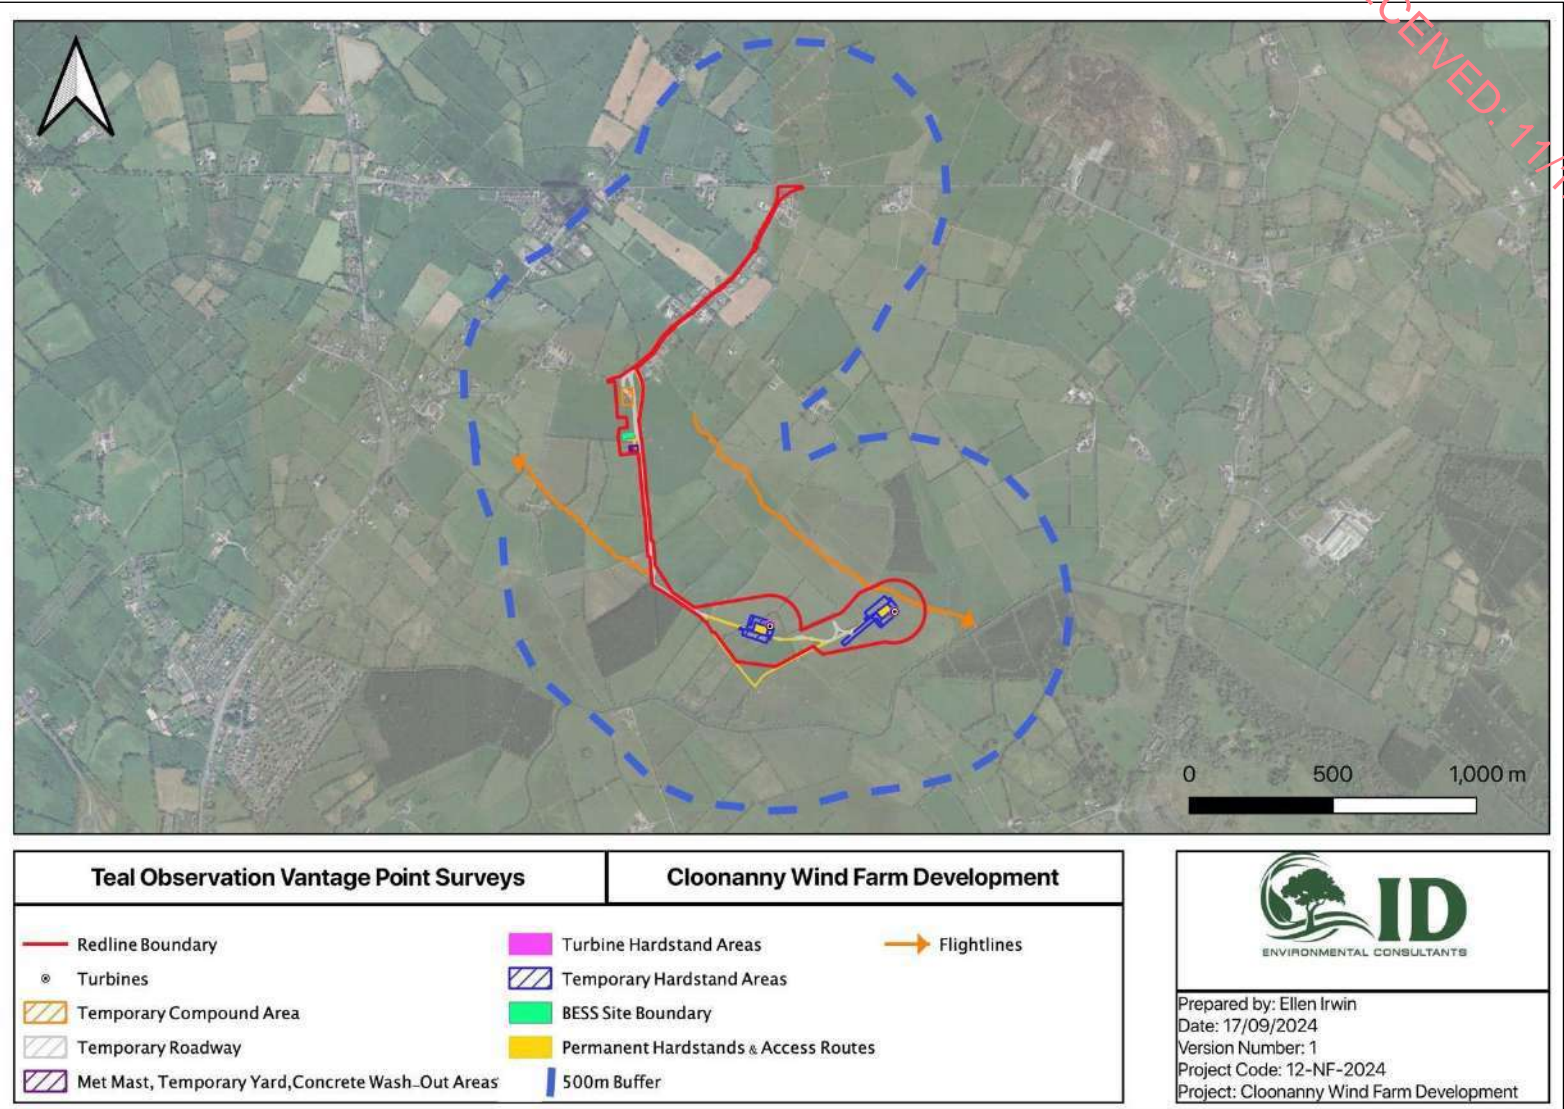 CEIVED: 11/
0 500 1,000 m
Teal Observation Vantage Point Surveys
Cloonanny Wind Farm Development
Redline Boundary
Turbines
Temporary Compound Area
Temporary Roadway
Met Mast, Temporary Yard,Concrete Wash-Out Areas
Turbine Hardstand Areas
Temporary Hardstand Areas
BESS Site Boundary
Permanent Hardstands & Access Routes
500m Buffer
Flightlines
ID
ENVIRONMENTAL CONSULTANTS
Prepared by: Ellen Irwin
Date: 17/09/2024
Version Number: 1
Project Code: 12-NF-2024
Project: Cloonanny Wind Farm Development